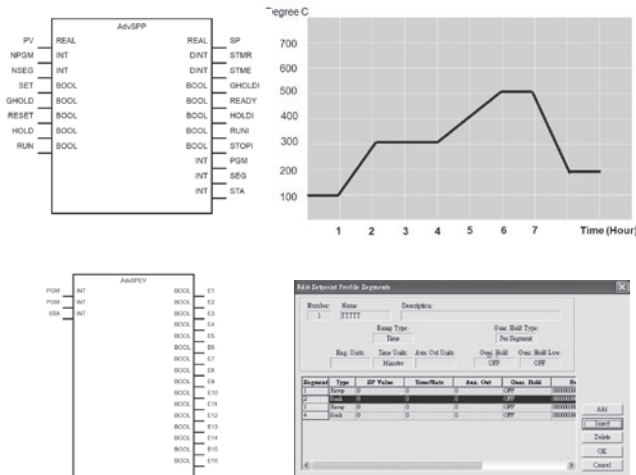 AdvSPP
PV REAL REAL SP
NPGM INT DINT STMR
NSEG INT DINT STME
SET BOOL BOOL GHOLDI
GHOLD BOOL BOOL READY
RESET BOOL BOOL HOLDI
HOLD BOOL BOOL RUNI
RUN BOOL BOOL STOPI
INT PGM
INT SEG
INT STA
Degree C
700
600
500
400
300
200
100
1 2 3 4 5 6 7 Time (Hour)
AdvSPEV
PGM INT BOOL E1
PGM INT BOOL E2
STA INT BOOL E3
BOOL E4
BOOL E5
BOOL E6
BOOL E7
BOOL E8
BOOL E9
BOOL E10
BOOL E11
BOOL E12
BOOL E13
BOOL E14
BOOL E15
BOOL E16
Edit Setpoint Profile Segments
Number: Name: Description:
1
Ramp Type: Guar. Hold Type:
Time Per Segment
Eng. Units: Time Units: Aux. Out Units: Guar. Hold Guar. Hold Low:
Minutes OFF OFF
Segment Type SP Value Time/Rate Aux. Out Guar. Hold
1 Ramp 0 0 0 OFF
2 Soak 0 0 0 OFF
3 Ramp 0 0 0 OFF
4 Soak 0 0 0 OFF
Add
Insert
Delete
OK
Cancel